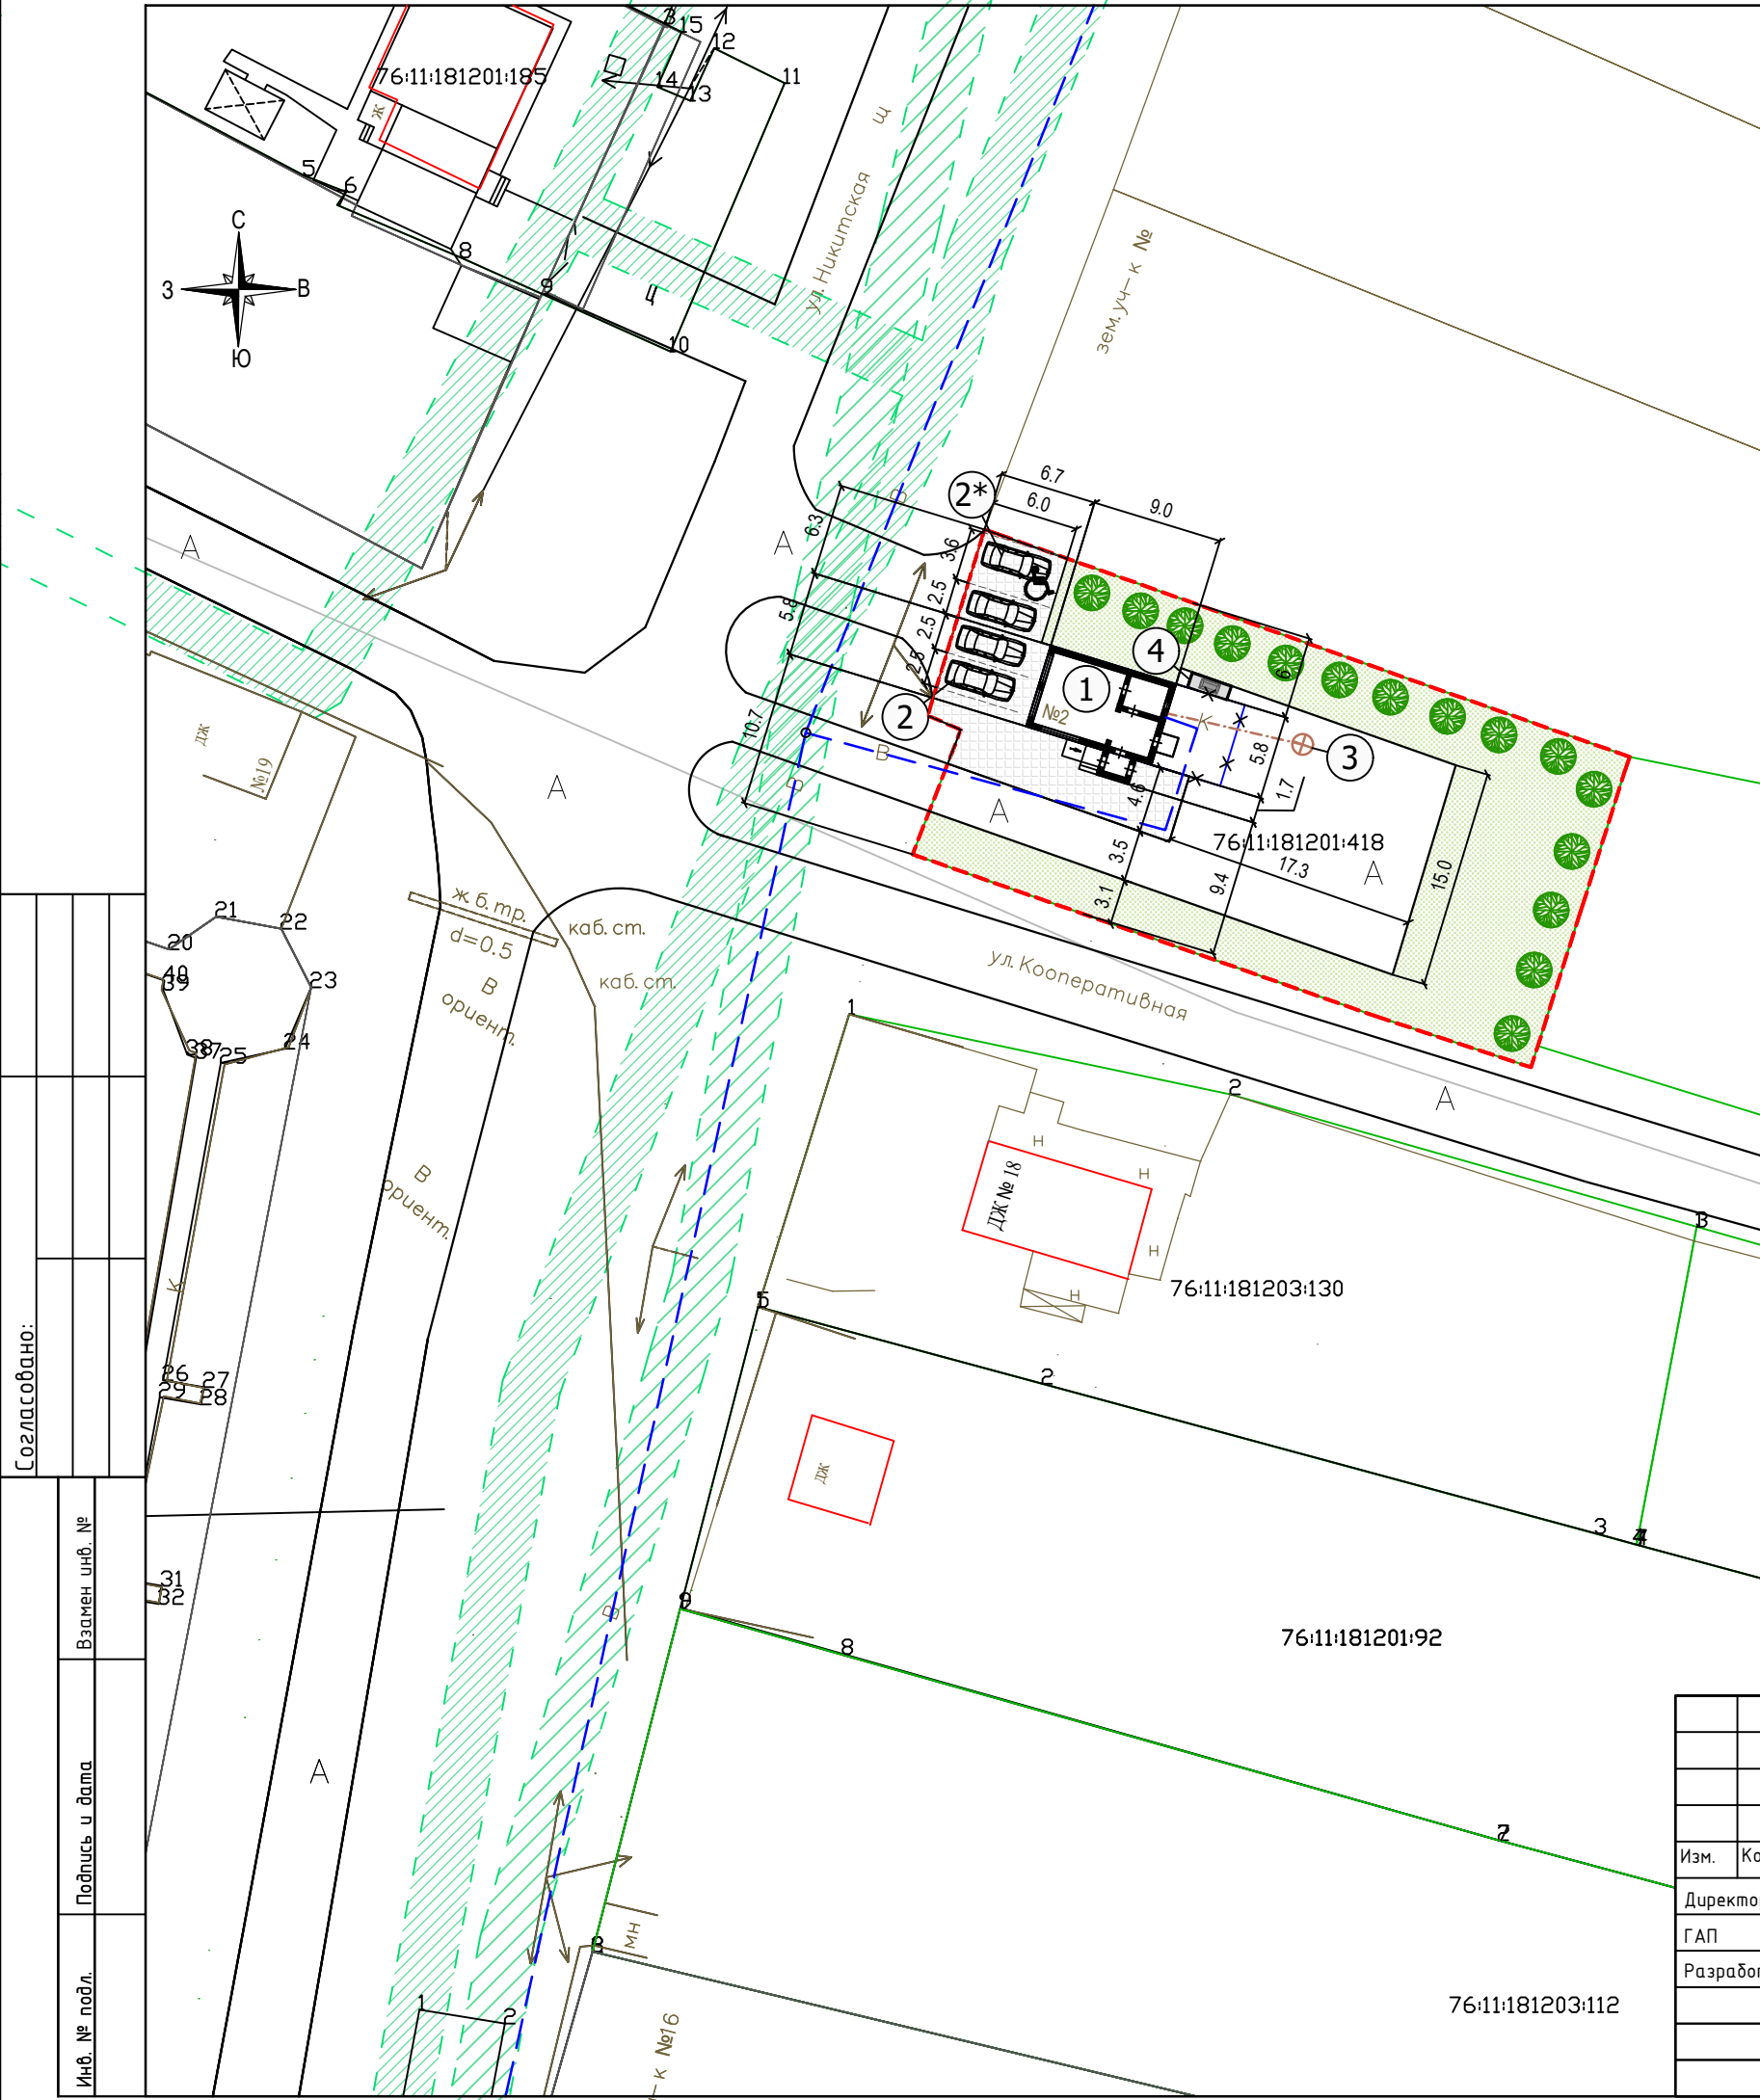 3
15
12
11
14
13
76:11:181201:185
Ж
щ
5
6
8
9
10
Ц
С
З
В
Ю
ул. Никитская
зем.уч-к №
6.7
6.0
9.0
2*
6.3
3.6
2.5
2.5
2.5
5.8
10.7
А
А
В
4
1
№2
2
3
К
6
5.8
1.7
4.6
3.5
3.1
9.4
17.3
15.0
76:11:181201:418
А
А
В
В
А
ДЖ
№19
ж.б.тр.
d=0.5
каб. ст.
каб. ст.
В
ориент.
В
ориент.
21
22
20
40
39
23
24
38
37
25
ул. Кооперативная
А
1
2
3
Н
Н
Н
Н
ДЖ № 18
76:11:181203:130
К
5
2
3
4
26
27
29
28
ДЖ
31
32
В
9
8
76:11:181201:92
2
А
МН
8
1
2
- к №16
76:11:181203:112
Согласовано:
Взамен инв. №
Подпись и дата
Инв. № подл.
Изм.
Директор
ГАП